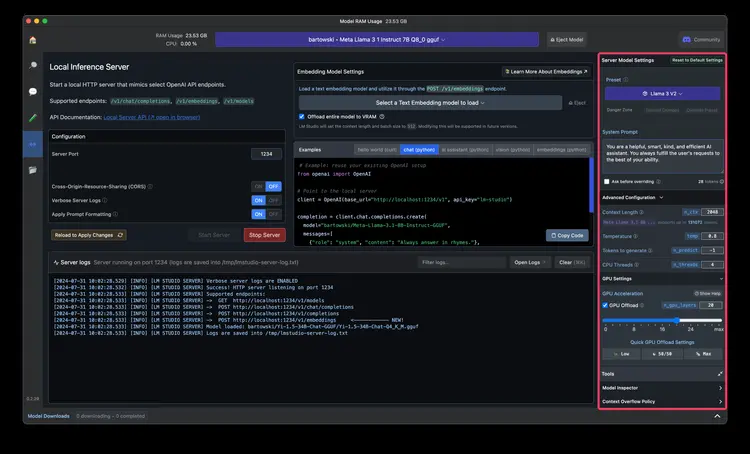 Model RAM Usage 23.53 GB
RAM Usage 23.53 GB
CPU: 0.00 %
bartowski - Meta Llama 3 1 Instruct 7B Q8_0 gguf
Eject Model
Community
Local Inference Server
Start a local HTTP server that mimics select OpenAI API endpoints.
Supported endpoints: /v1/chat/completions, /v1/embeddings, /v1/models
API Documentation: Local Server API (↗ open in browser)
Configuration
Server Port
1234
Cross-Origin-Resource-Sharing (CORS)
ON OFF
Verbose Server Logs
ON OFF
Apply Prompt Formatting
ON OFF
Reload to Apply Changes
Start Server
Stop Server
Embedding Model Settings
Learn More About Embeddings ↗
Load a text embedding model and utilize it through the POST /v1/embeddings endpoint.
Select a Text Embedding model to load
Eject
Offload entire model to VRAM
LM Studio will set the context length and batch size to 512. Modifying this will be supported in future versions.
Examples
hello world (curl)
chat (python)
ai assistant (python)
vision (python)
embeddings (python)
# Example: reuse your existing OpenAI setup
from openai import OpenAI
# Point to the local server
client = OpenAI(base_url="http://localhost:1234/v1", api_key="lm-studio")
completion = client.chat.completions.create(
model="bartowski/Meta-Llama-3.1-8B-Instruct-GGUF",
messages=[
{"role": "system", "content": "Always answer in rhymes."},
Copy Code
Server logs
Server running on port 1234 (logs saved into /tmp/lmstudio-server-log.txt)
Filter logs...
Open Logs
Clear (⌘K)
[2024-07-31 10:02:28.529] [INFO] [LM STUDIO SERVER] Verbose server logs are ENABLED
[2024-07-31 10:02:28.532] [INFO] [LM STUDIO SERVER] Success! HTTP server listening on port 1234
[2024-07-31 10:02:28.532] [INFO] [LM STUDIO SERVER] Supported endpoints:
[2024-07-31 10:02:28.533] [INFO] [LM STUDIO SERVER] -> GET http://localhost:1234/v1/models
[2024-07-31 10:02:28.533] [INFO] [LM STUDIO SERVER] -> POST http://localhost:1234/v1/chat/completions
[2024-07-31 10:02:28.533] [INFO] [LM STUDIO SERVER] -> POST http://localhost:1234/v1/completions
[2024-07-31 10:02:28.533] [INFO] [LM STUDIO SERVER] -> POST http://localhost:1234/v1/embeddings <------------ NEW!
[2024-07-31 10:02:28.534] [INFO] [LM STUDIO SERVER] Model loaded: bartowski/Yi-1.5-34B-Chat-GGUF/Yi-1.5-34B-Chat-Q4_K_M.gguf
[2024-07-31 10:02:28.534] [INFO] [LM STUDIO SERVER] Logs are saved into /tmp/lmstudio-server-log.txt
Server Model Settings
Reset to Default Settings
Preset
Llama 3 V2
System Prompt
You are a helpful, smart, kind, and efficient AI
assistant. You always fulfill the user's requests to
the best of your ability.
Ask before overriding
28 tokens
Advanced Configuration
Context Length
n_ctx 2048
Temperature
temp 0.8
Tokens to generate
n_predict -1
CPU Threads
n_threads 4
GPU Settings
GPU Acceleration
Show Help
GPU Offload
n_gpu_layers 20
0 8 16 24 max
Quick GPU Offload Settings
Low
50/50
Max
Tools
Model Inspector
Context Overflow Policy
Model Downloads
0 downloading - 0 completed